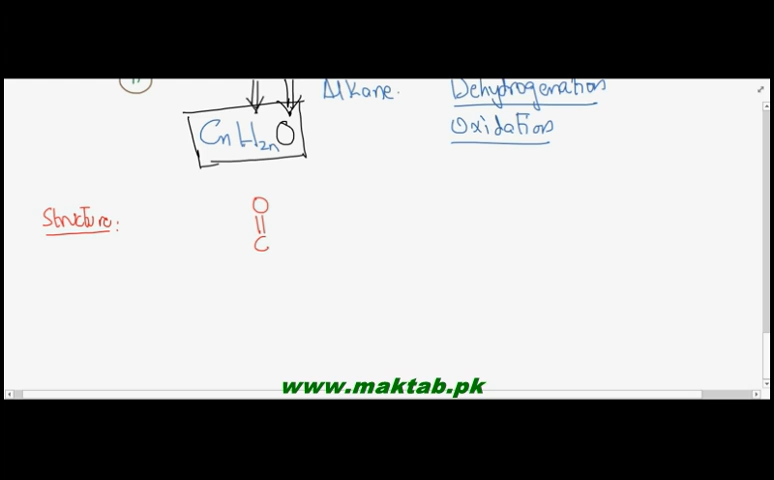 Alkane.
Dehydrogenation
Oxidation
CnH2nO
Structure:
O
||
C
www.maktab.pk